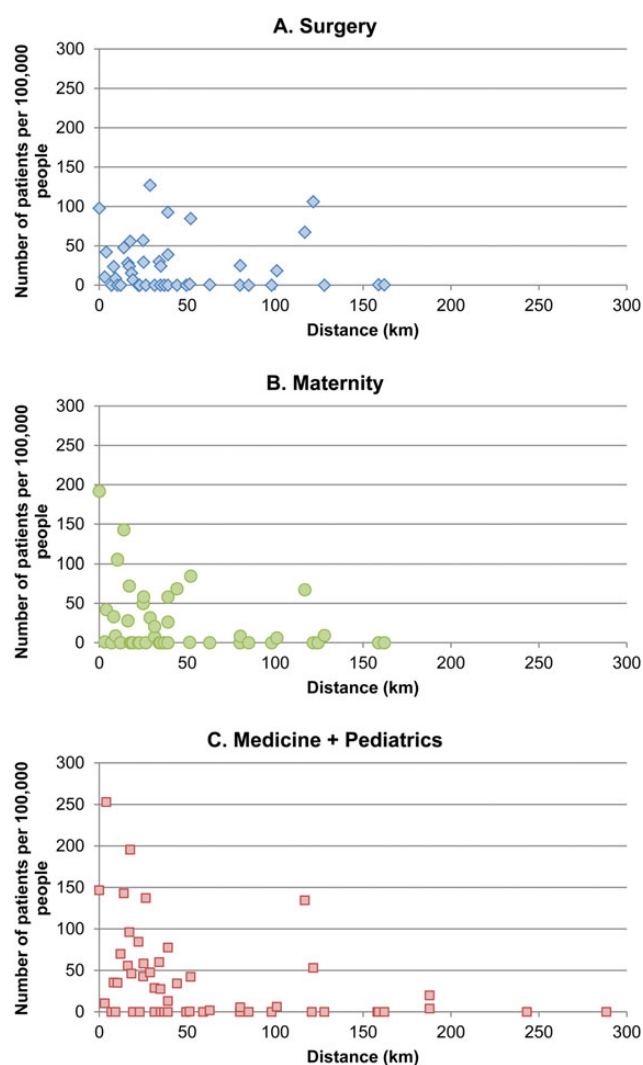 A. Surgery
Number of patients per 100,000
people
300
250
200
150
100
50
0
0 50 100 150 200 250 300
Distance (km)
B. Maternity
Number of patients per 100,000
people
300
250
200
150
100
50
0
0 50 100 150 200 250 300
Distance (km)
C. Medicine + Pediatrics
Number of patients per 100,000
people
300
250
200
150
100
50
0
0 50 100 150 200 250 300
Distance (km)